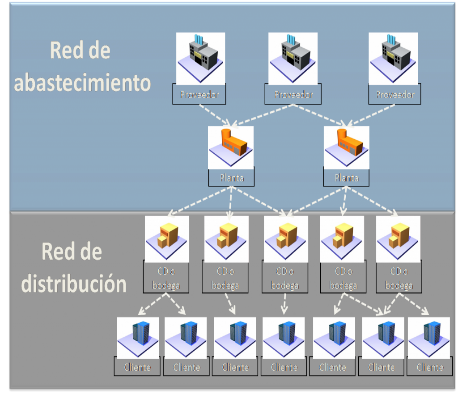 Red de
abastecimiento
Proveedor
Proveedor
Proveedor
Planta
Planta
Red de
distribución
CD o
bodega
CD o
bodega
CD o
bodega
CD o
bodega
CD o
bodega
Cliente
Cliente
Cliente
Cliente
Cliente
Cliente
Cliente